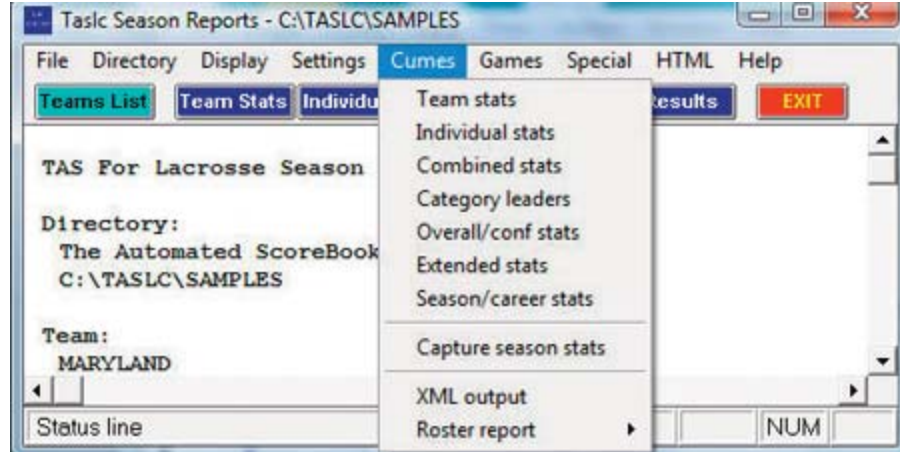 Taslc Season Reports - C:\TASLC\SAMPLES
File Directory Display Settings Cumes Games Special HTML Help
Teams List Team Stats Individu esults EXIT
Team stats
Individual stats
Combined stats
Category leaders
Overall/conf stats
Extended stats
Season/career stats
Capture season stats
XML output
Roster report
TAS For Lacrosse Season
Directory:
The Automated ScoreBook
C:\TASLC\SAMPLES
Team:
MARYLAND
Status line NUM